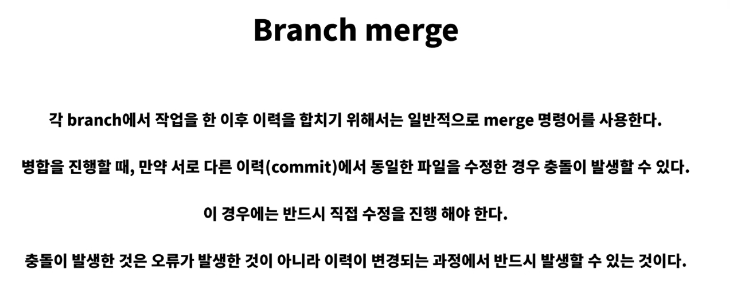 Branch merge
각 branch에서 작업을 한 이후 이력을 합치기 위해서는 일반적으로 merge 명령어를 사용한다.
병합을 진행할 때, 만약 서로 다른 이력(commit)에서 동일한 파일을 수정한 경우 충돌이 발생할 수 있다.
이 경우에는 반드시 직접 수정을 진행 해야 한다.
충돌이 발생한 것은 오류가 발생한 것이 아니라 이력이 변경되는 과정에서 반드시 발생할 수 있는 것이다.